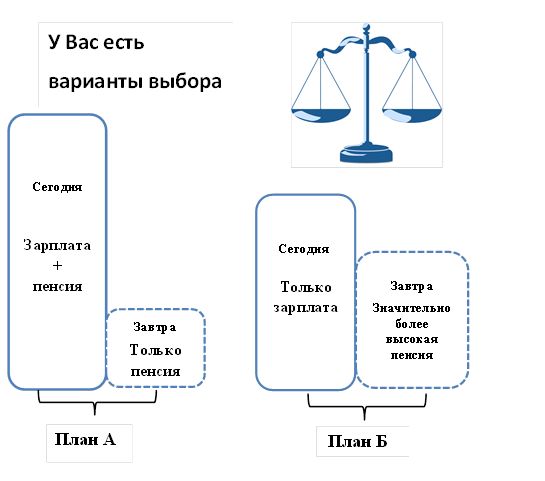 У Вас есть
варианты выбора
Сегодня
Зарплата
+
пенсия
Завтра
Только
пенсия
План А
Сегодня
Только
зарплата
Завтра
Значительно
более
высокая
пенсия
План Б